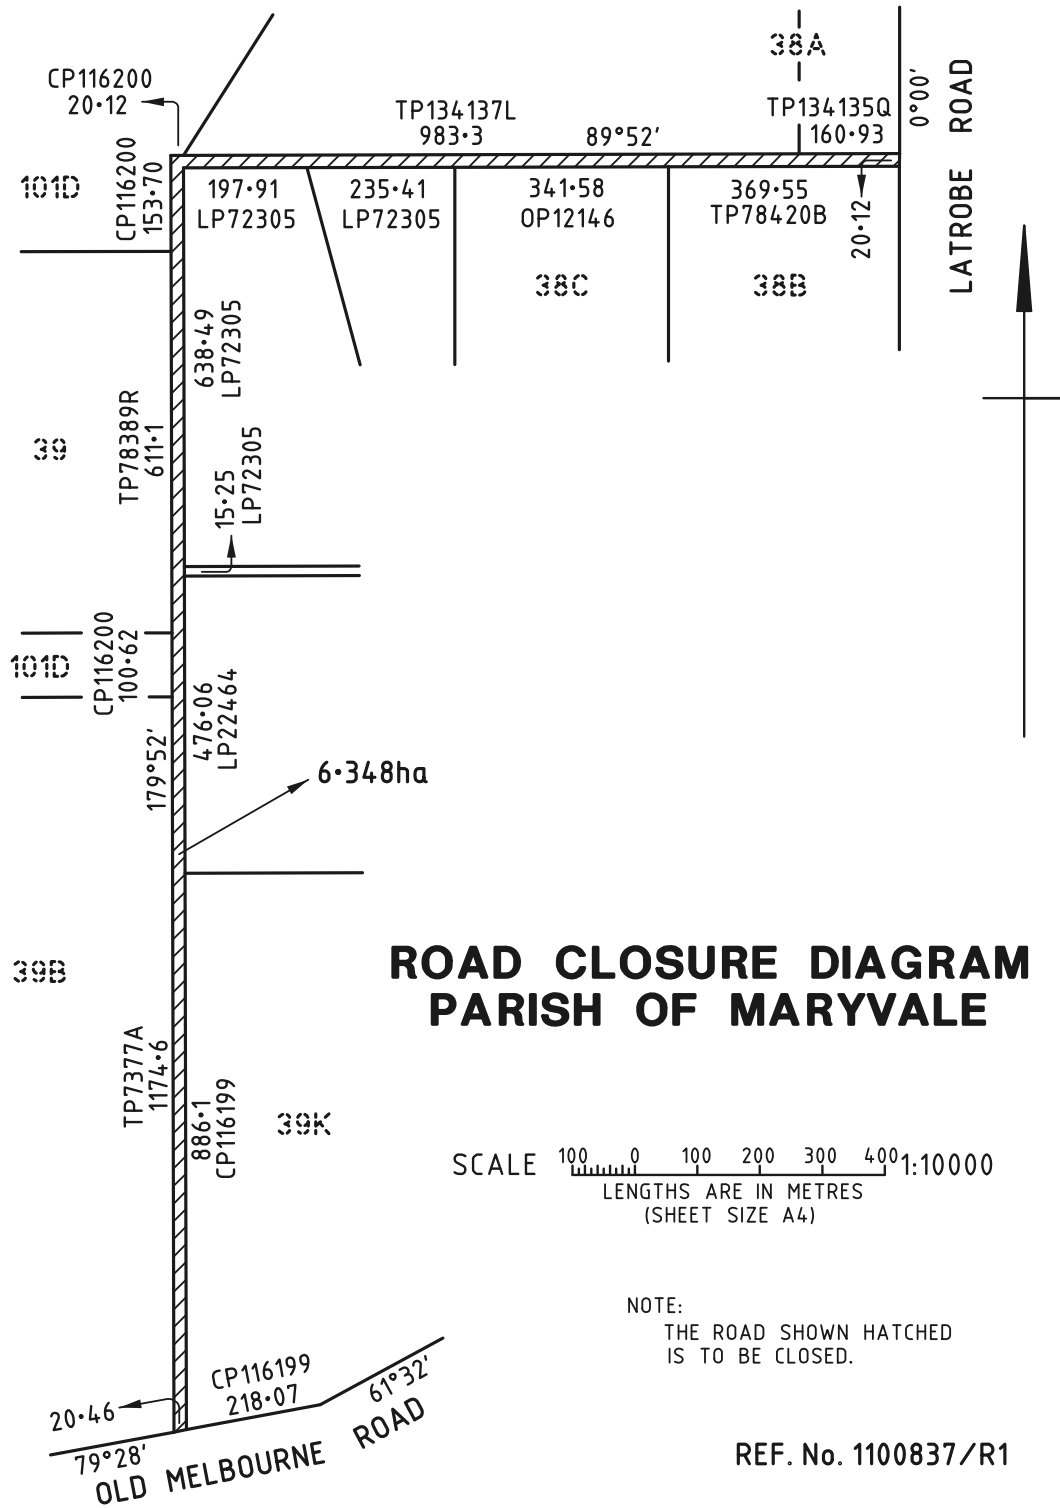 38A
CP116200
20·12
TP134137L
983·3
89°52'
TP134135Q
160·93
0°00'
LATROBE ROAD
101D
CP116200
153·70
197·91
LP72305
235·41
LP72305
341·58
OP12146
369·55
TP78420B
20·12
38C
38B
638·49
LP72305
39
TP78389R
611·1
15·25
LP72305
101D
CP116200
100·62
476·06
LP22464
179°52'
6·348ha
ROAD CLOSURE DIAGRAM
PARISH OF MARYVALE
39B
TP7377A
1174·6
886·1
CP116199
39K
SCALE 100 0 100 200 300 400 1:10000
LENGTHS ARE IN METRES
(SHEET SIZE A4)
NOTE:
THE ROAD SHOWN HATCHED
IS TO BE CLOSED.
CP116199
218·07
61°32'
20·46
79°28'
OLD MELBOURNE ROAD
REF. No. 1100837/R1